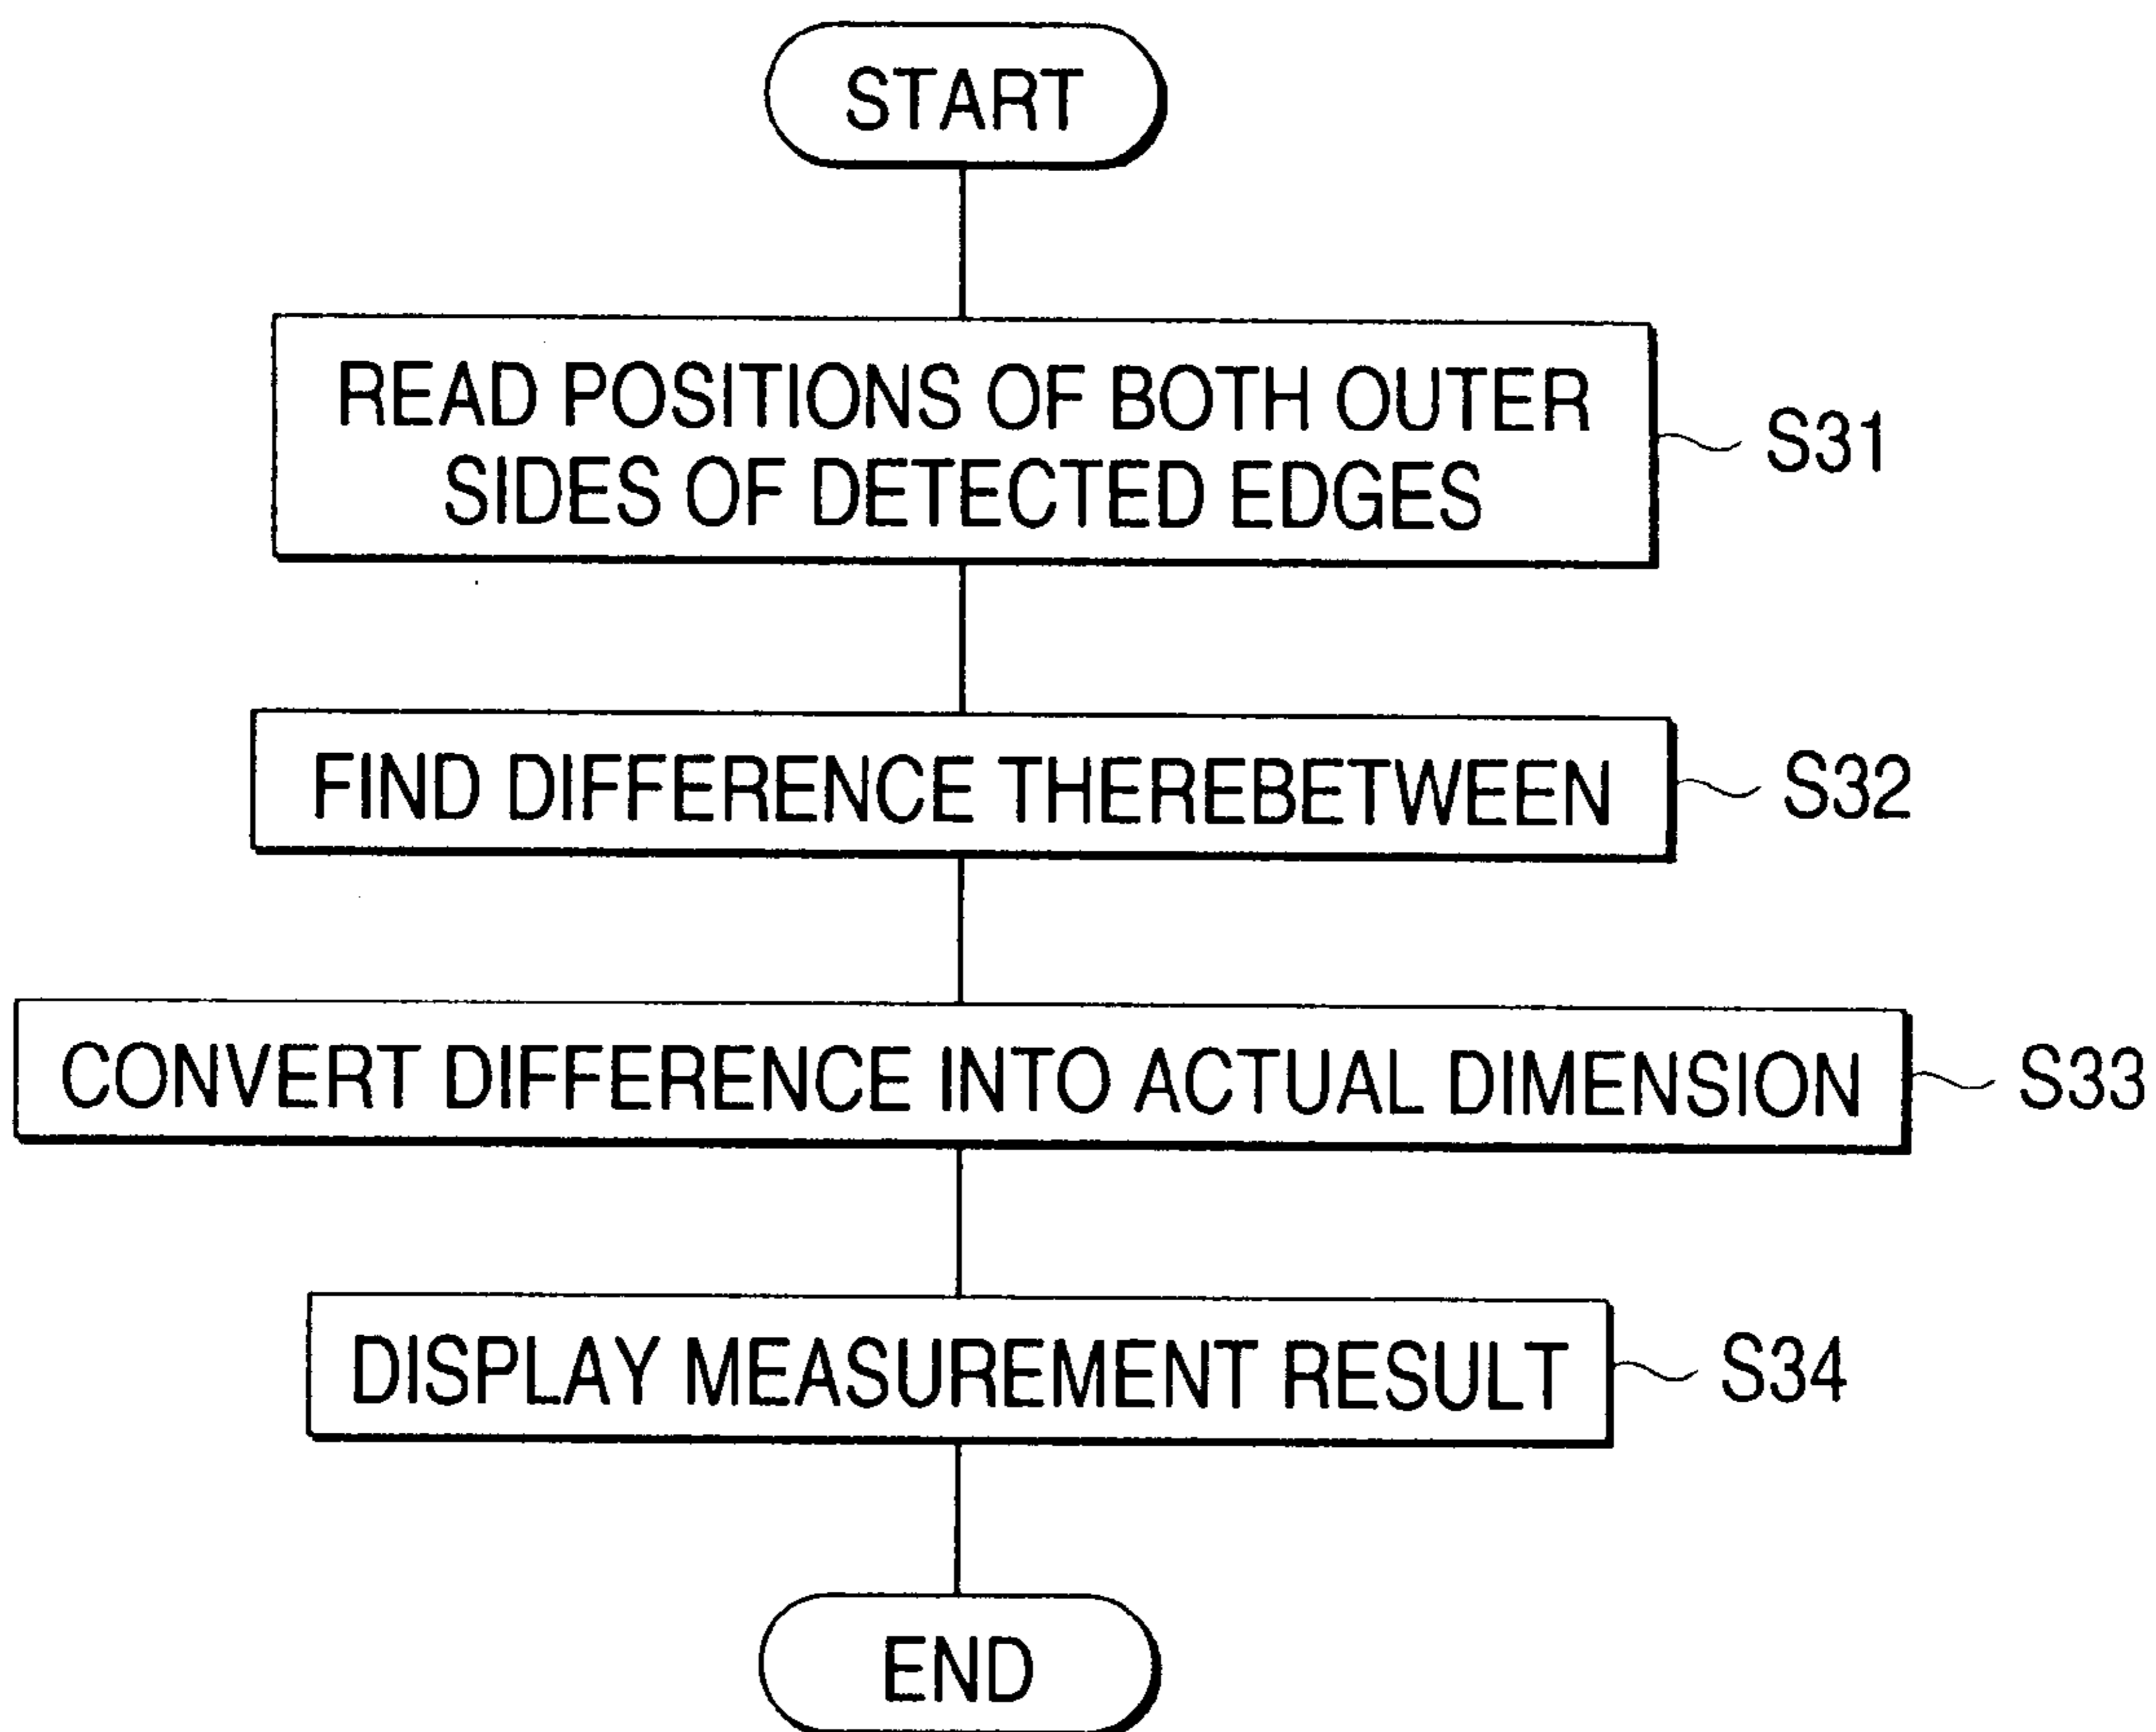 START
READ POSITIONS OF BOTH OUTER
SIDES OF DETECTED EDGES
S31
FIND DIFFERENCE THEREBETWEEN
S32
CONVERT DIFFERENCE INTO ACTUAL DIMENSION
S33
DISPLAY MEASUREMENT RESULT
S34
END